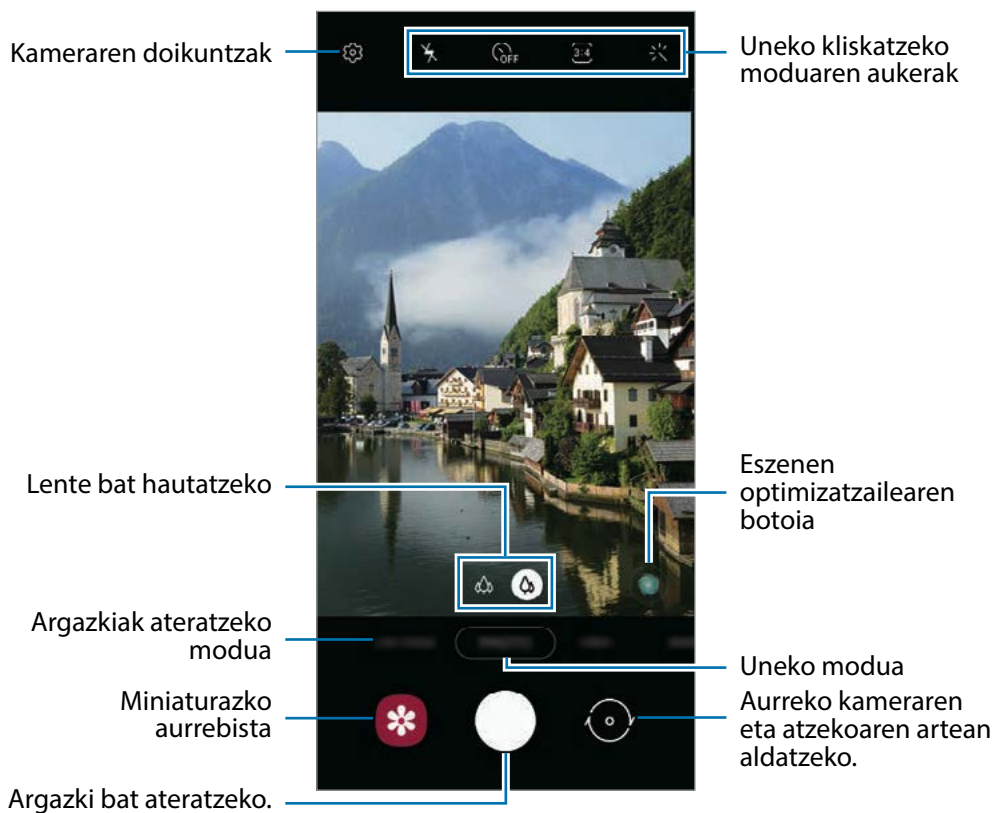 Kameraren doikuntzak
OFF
3:4
Uneko kliskatzeko
moduaren aukerak
Lente bat hautatzeko
Eszenen
optimizatzailearen
botoia
Argazkiak ateratzeko
modua
Uneko modua
Miniaturazko
aurrebista
Aurreko kameraren
eta atzekoaren artean
aldatzeko.
Argazki bat ateratzeko.